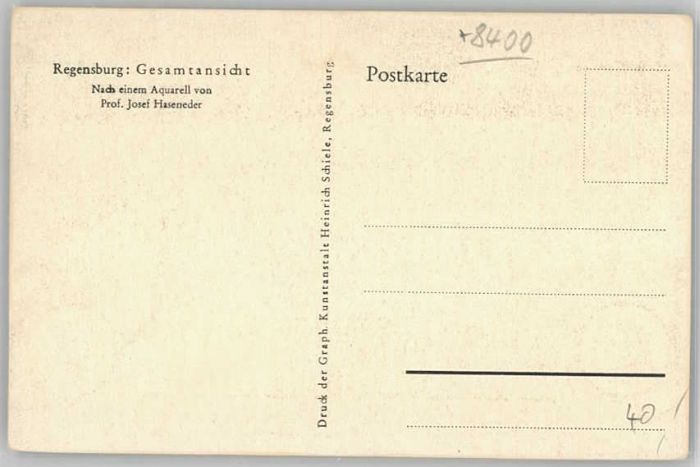 *8400
Regensburg: Gesamtansicht
Nach einem Aquarell von
Prof. Josef Haseneder
Druck der Graph. Kunstanstalt Heinrich Schiele, Regensburg
Postkarte
40